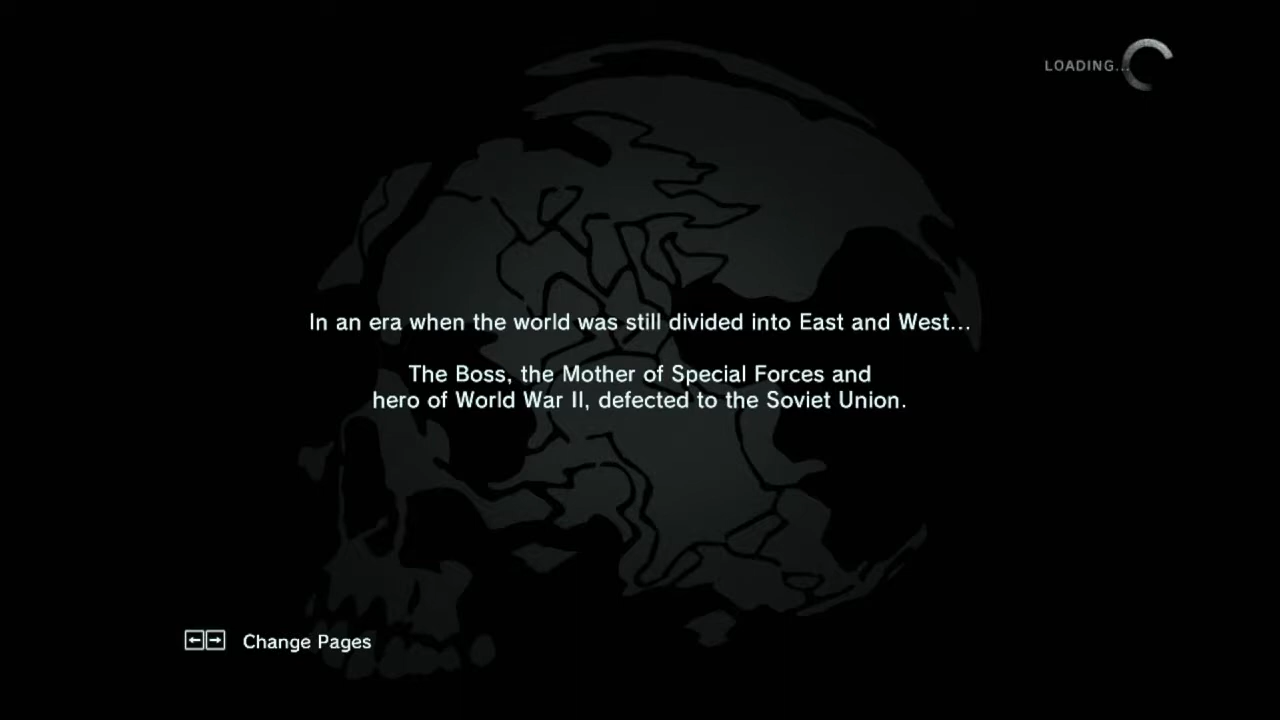 LOADING...
In an era when the world was still divided into East and West...
The Boss, the Mother of Special Forces and
hero of World War II, defected to the Soviet Union.
Change Pages